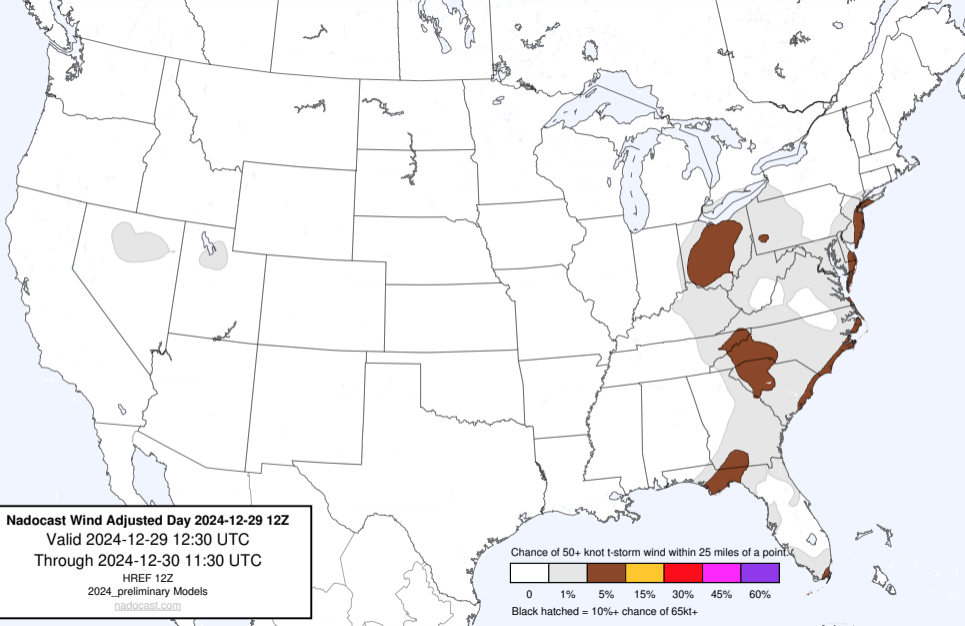 Nadocast Wind Adjusted Day 2024-12-29 12Z
Valid 2024-12-29 12:30 UTC
Through 2024-12-30 11:30 UTC
HREF 12Z
2024_preliminary Models
nadocast.com
Chance of 50+ knot t-storm wind within 25 miles of a point.
0 1% 5% 15% 30% 45% 60%
Black hatched = 10%+ chance of 65kt+